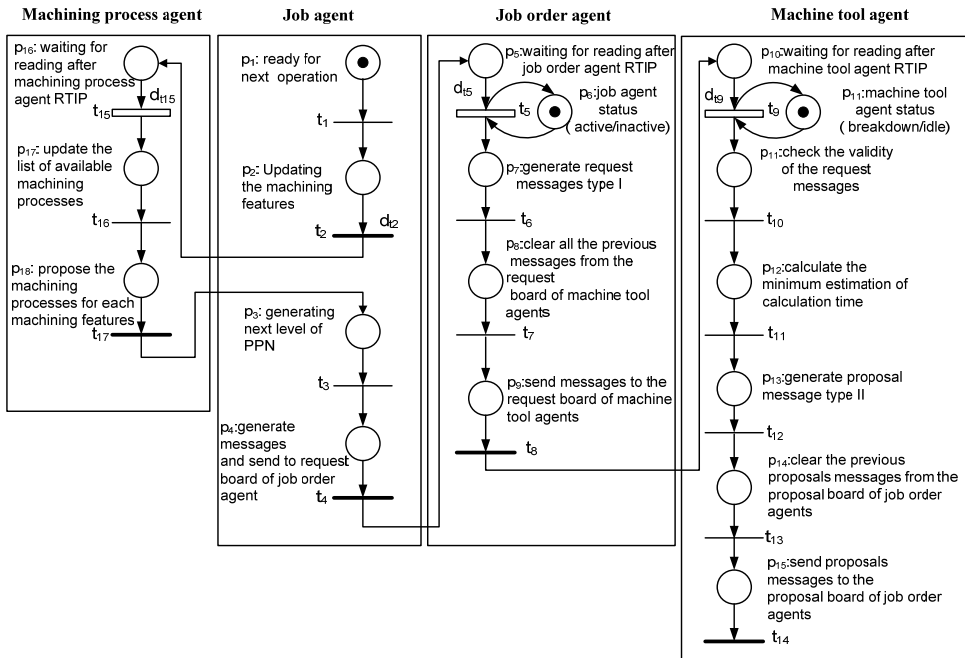 Machining process agent
p16: waiting for
reading after
machining process
agent RTIP
dt15
t15
p17: update the
list of available
machining
processes
t16
p18: propose the
machining
processes for each
machining features
t17
Job agent
p1: ready for
next operation
t1
p2: Updating
the machining
features
t2
dt2
p3: generating
next level of
PPN
t3
p4:generate
messages
and send to request
board of job order
agent
t4
Job order agent
p5:waiting for reading after
job order agent RTIP
dt5
t5
p6:job agent
status
( active/inactive)
p7:generate request
messages type I
t6
p8:clear all the previous
messages from the
request
board of machine tool
agents
t7
p9:send messages to the
request board of machine
tool agents
t8
Machine tool agent
p10:waiting for reading after
machine tool agent RTIP
dt9
t9
p11:machine tool
agent status
( breakdown/idle)
p11:check the validity
of the request
messages
t10
p12:calculate the
minimum estimation of
calculation time
t11
p13:generate proposal
message type II
t12
p14:clear the previous
proposals messages from the
proposal board of job order
agents
t13
p15:send proposals
messages to the
proposal board of job order
agents
t14